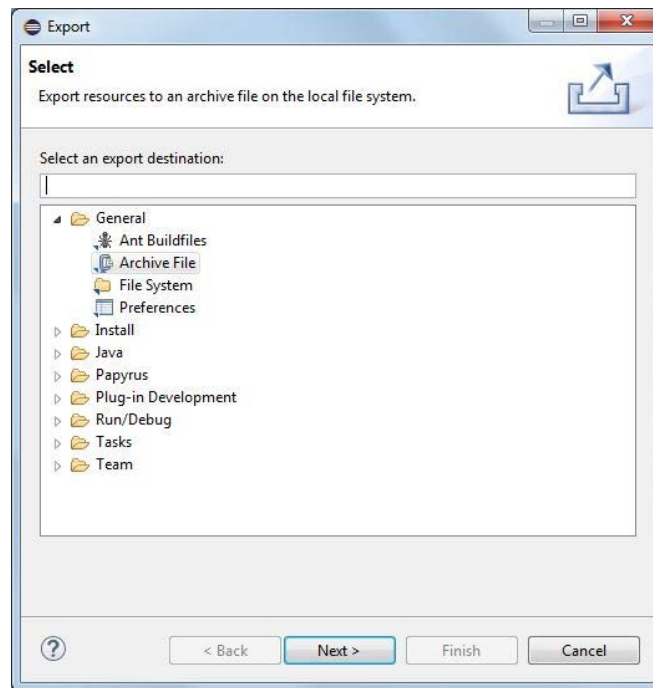 Export
Select
Export resources to an archive file on the local file system.
Select an export destination:
General
Ant Buildfiles
Archive File
File System
Preferences
Install
Java
Papyrus
Plug-in Development
Run/Debug
Tasks
Team
? < Back Next > Finish Cancel